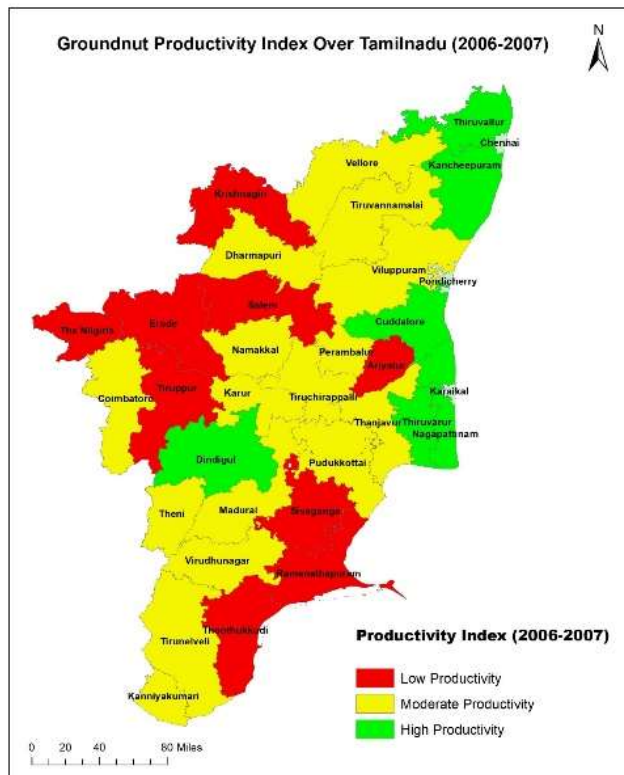 Groundnut Productivity Index Over Tamilnadu (2006-2007)
N
Thiruvallur
Chennai
Vellore
Kancheepuram
Krishnagiri
Tiruvannamalai
Dharmapuri
Viluppuram
Pondicherry
Salem
The Nilgiris
Erode
Cuddalore
Namakkal
Perambalur
Ariyalur
Tiruppur
Coimbatore
Karur
Tiruchirappalli
Karaikal
Thanjavur
Thiruvarur
Nagapattinam
Dindigul
Pudukkottai
Theni
Madurai
Sivaganga
Virudhunagar
Ramanathapuram
Thoothukkudi
Tirunelveli
Kanniyakumari
Productivity Index (2006-2007)
Low Productivity
Moderate Productivity
High Productivity
0 20 40 80 Miles